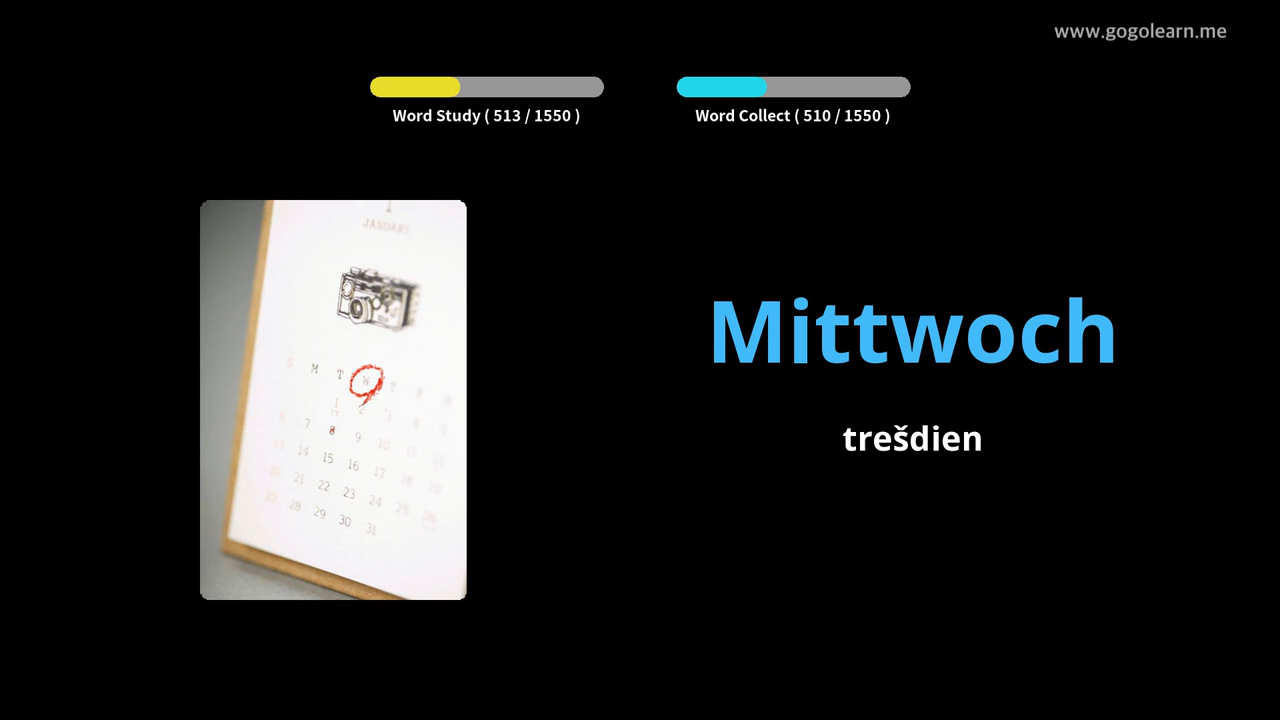 www.gogolearn.me
Word Study ( 513 / 1550 )
Word Collect ( 510 / 1550 )
JANUARY
M T W T F
1 2 3 4 5
6 7 8 9 10 11
13 14 15 16 17 18
20 21 22 23 24 25 26
28 29 30 31
Mittwoch
trešdien